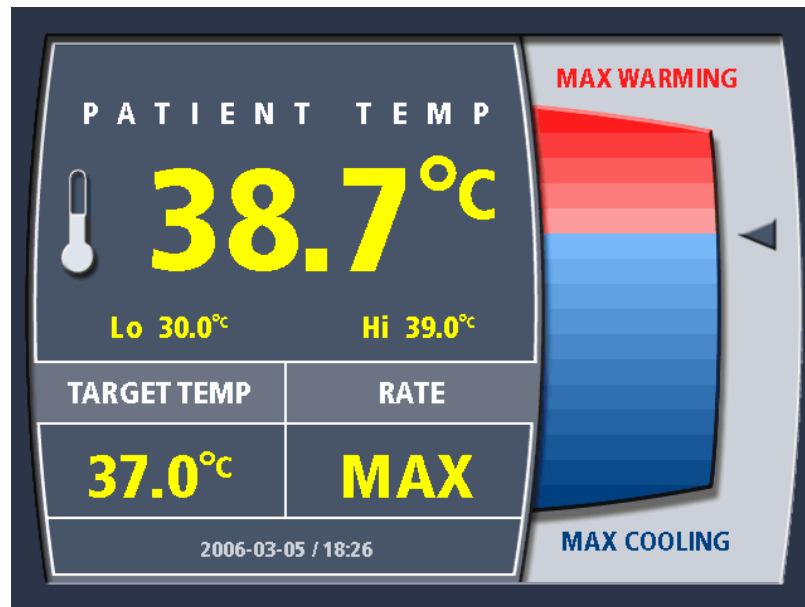 PATIENT TEMP
38.7°C
Lo 30.0°C Hi 39.0°C
TARGET TEMP RATE
37.0°C MAX
2006-03-05 / 18:26
MAX WARMING
MAX COOLING